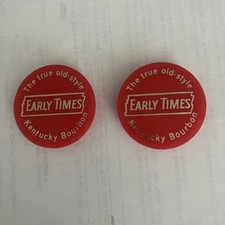 The true old-style
EARLY TIMES
Kentucky Bourbon
The true old-style
EARLY TIMES
Kentucky Bourbon